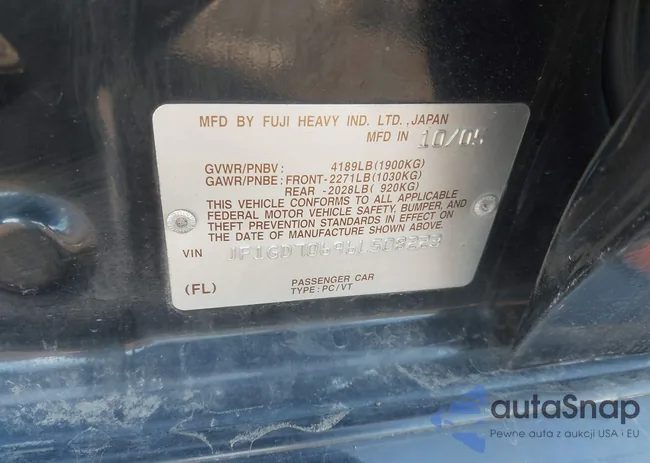 MFD BY FUJI HEAVY IND. LTD., JAPAN
MFD IN 10/05
GVWR/PNBV: 4189LB(1900KG)
GAWR/PNBE: FRONT-2271LB(1030KG)
REAR -2028LB( 920KG)
THIS VEHICLE CONFORMS TO ALL APPLICABLE
FEDERAL MOTOR VEHICLE SAFETY, BUMPER, AND
THEFT PREVENTION STANDARDS IN EFFECT ON
THE DATE OF MANUFACTURE SHOWN ABOVE.
VIN
(FL)
PASSENGER CAR
TYPE: PC/VT
autaSnap
Pewne auta z aukcji USA i EU